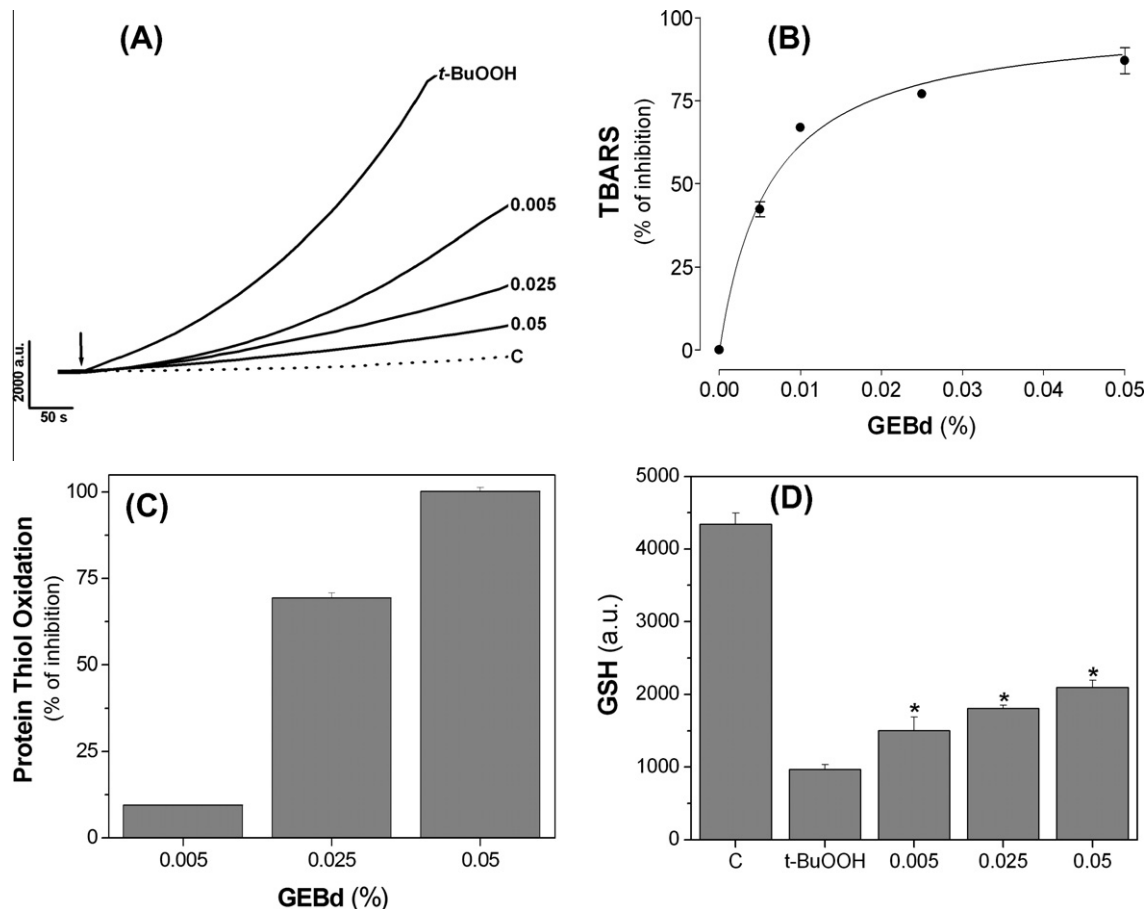 (A)
t-BuOOH
0.005
0.025
0.05
C
2000 a.u.
50 s
(B)
TBARS
(% of inhibition)
100
75
50
25
0
0.00 0.01 0.02 0.03 0.04 0.05
GEBd (%)
(C)
Protein Thiol Oxidation
(% of inhibition)
100
75
50
25
0
0.005 0.025 0.05
GEBd (%)
(D)
GSH (a.u.)
5000
4000
3000
2000
1000
0
* * *
C t-BuOOH 0.005 0.025 0.05